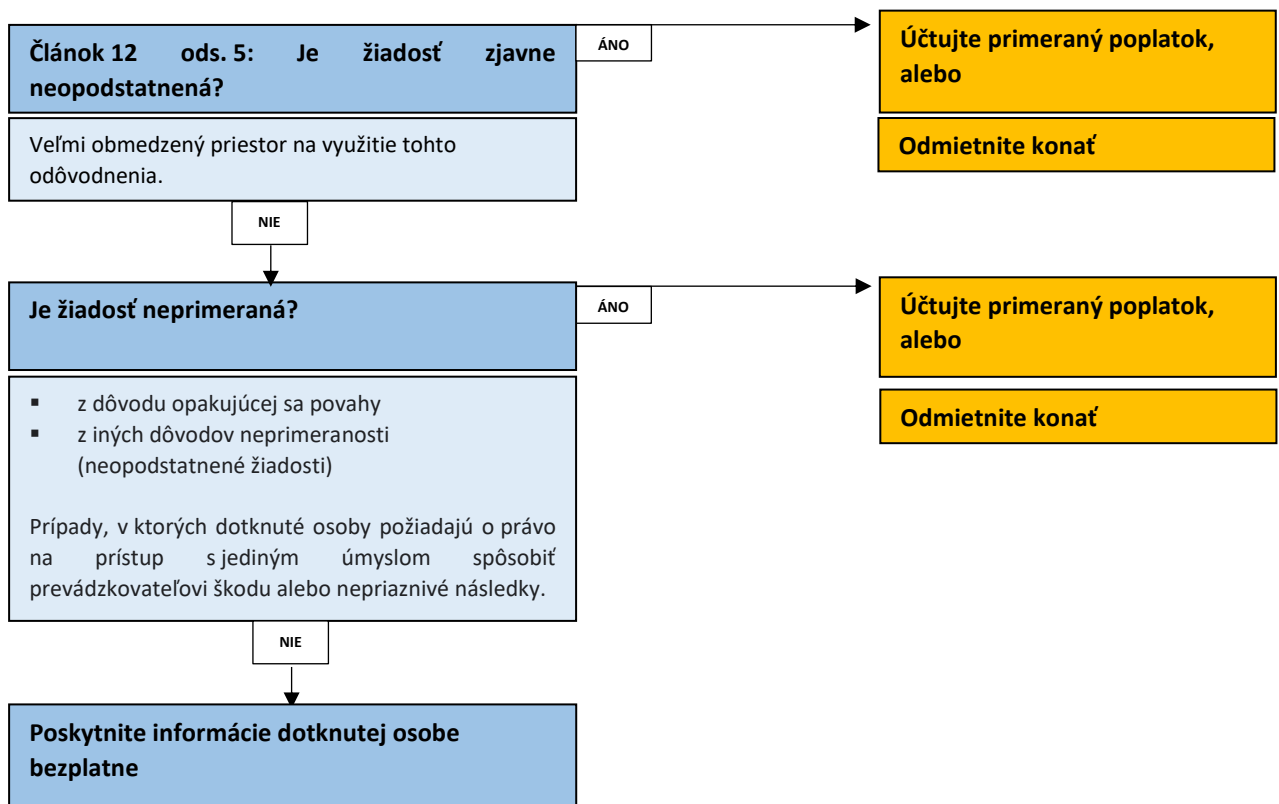 Článok 12 ods. 5: Je žiadosť zjavne
neopodstatnená?
ÁNO
Účtujte primeraný poplatok,
alebo
Veľmi obmedzený priestor na využitie tohto
odôvodnenia.
Odmietnite konať
NIE
Je žiadosť neprimeraná?
ÁNO
Účtujte primeraný poplatok,
alebo
▪ z dôvodu opakujúcej sa povahy
▪ z iných dôvodov neprimeranosti
(neopodstatnené žiadosti)
Odmietnite konať
Prípady, v ktorých dotknuté osoby požiadajú o právo
na prístup s jediným úmyslom spôsobiť
prevádzkovateľovi škodu alebo nepriaznivé následky.
NIE
Poskytnite informácie dotknutej osobe
bezplatne